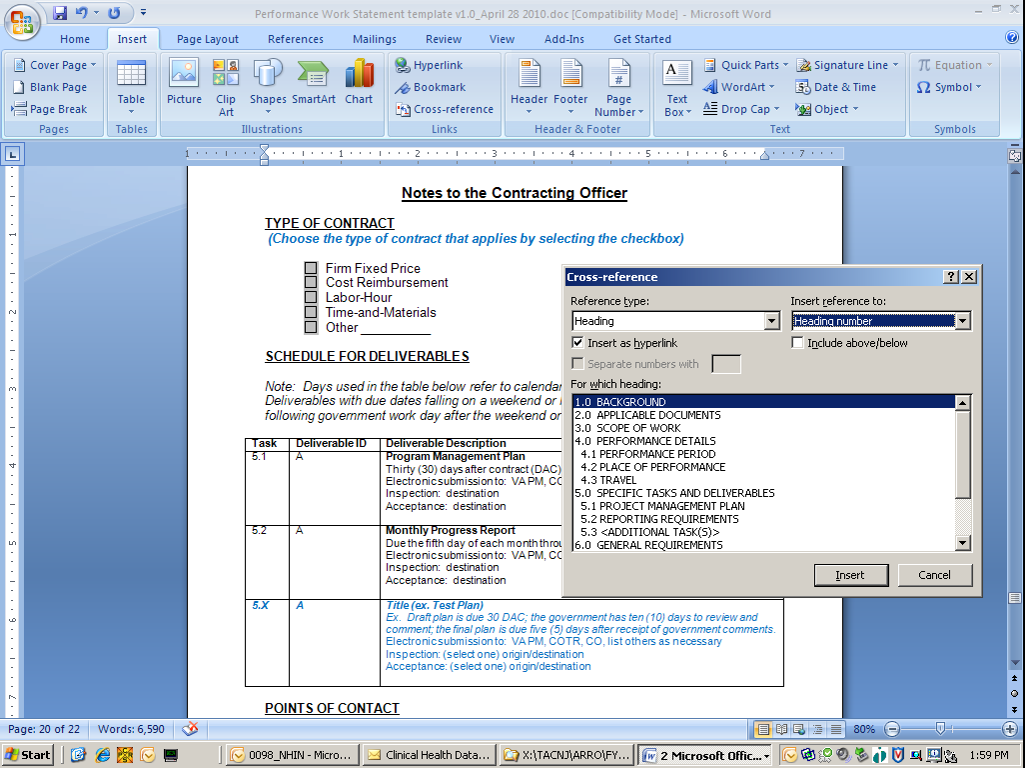 Performance Work Statement template v1.0_April 28 2010.doc [Compatibility Mode] - Microsoft Word
Home Insert Page Layout References Mailings Review View Add-Ins Get Started
Cover Page
Blank Page
Page Break
Pages
Table
Tables
Picture
Clip Art
Shapes
SmartArt
Chart
Illustrations
Hyperlink
Bookmark
Cross-reference
Links
Header
Footer
Page Number
Header & Footer
Text Box
Quick Parts
WordArt
Drop Cap
Signature Line
Date & Time
Object
Text
π Equation
Ω Symbol
Symbols
1 1 2 3 4 5 6 7
Notes to the Contracting Officer
TYPE OF CONTRACT
(Choose the type of contract that applies by selecting the checkbox)
Firm Fixed Price
Cost Reimbursement
Labor-Hour
Time-and-Materials
Other __________
SCHEDULE FOR DELIVERABLES
Note: Days used in the table below refer to calendar
Deliverables with due dates falling on a weekend or
following government work day after the weekend or
Task Deliverable ID Deliverable Description
5.1 A Program Management Plan
Thirty (30) days after contract (DAC)
Electronic submission to: VA PM, CO
Inspection: destination
Acceptance: destination
5.2 A Monthly Progress Report
Due the fifth day of each month throu
Electronic submission to: VA PM, CO
Inspection: destination
Acceptance: destination
5.X A Title (ex. Test Plan)
Ex. Draft plan is due 30 DAC; the government has ten (10) days to review and
comment; the final plan is due five (5) days after receipt of government comments.
Electronic submission to: VA PM, COTR, CO, list others as necessary
Inspection: (select one) origin/destination
Acceptance: (select one) origin/destination
POINTS OF CONTACT
Cross-reference
Reference type:
Heading
Insert reference to:
Heading number
Insert as hyperlink
Include above/below
Separate numbers with
For which heading:
1.0 BACKGROUND
2.0 APPLICABLE DOCUMENTS
3.0 SCOPE OF WORK
4.0 PERFORMANCE DETAILS
4.1 PERFORMANCE PERIOD
4.2 PLACE OF PERFORMANCE
4.3 TRAVEL
5.0 SPECIFIC TASKS AND DELIVERABLES
5.1 PROJECT MANAGEMENT PLAN
5.2 REPORTING REQUIREMENTS
5.3 <ADDITIONAL TASK(S)>
6.0 GENERAL REQUIREMENTS
Insert Cancel
Page: 20 of 22 Words: 6,590 80%
Start 0098_NHIN - Micro... Clinical Health Data... X:\TACNJ\ARRO\FY... 2 Microsoft Offic... 1:59 PM